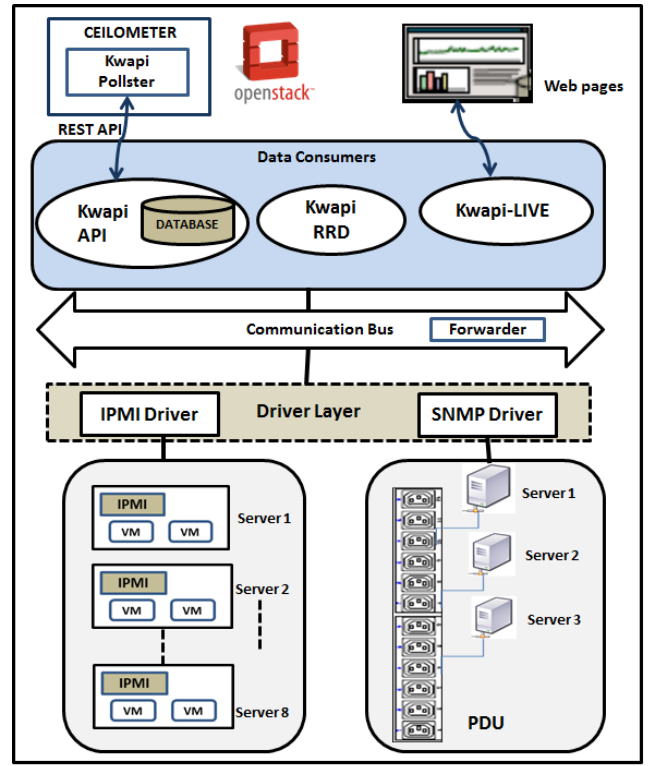 CEILOMETER
Kwapi
Pollster
openstack™
Web pages
REST API
Data Consumers
Kwapi
API
DATABASE
Kwapi
RRD
Kwapi-LIVE
Communication Bus
Forwarder
Driver Layer
IPMI Driver
SNMP Driver
IPMI
VM
VM
Server 1
IPMI
VM
VM
Server 2
IPMI
VM
VM
Server 8
Server 1
Server 2
Server 3
PDU